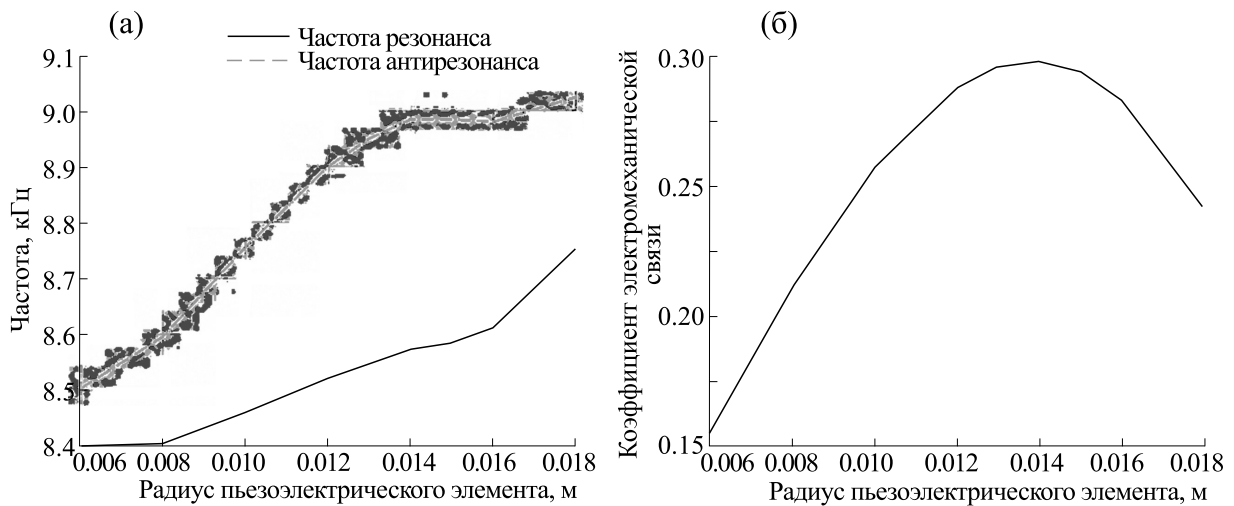 (а)
Частота резонанса
Частота антирезонанса
9.1
9.0
8.9
8.8
8.7
8.6
8.5
8.4
Частота, кГц
0.006 0.008 0.010 0.012 0.014 0.016 0.018
Радиус пьезоэлектрического элемента, м
(б)
0.30
0.25
0.20
0.15
Коэффициент электромеханической
связи
0.006 0.008 0.010 0.012 0.014 0.016 0.018
Радиус пьезоэлектрического элемента, м